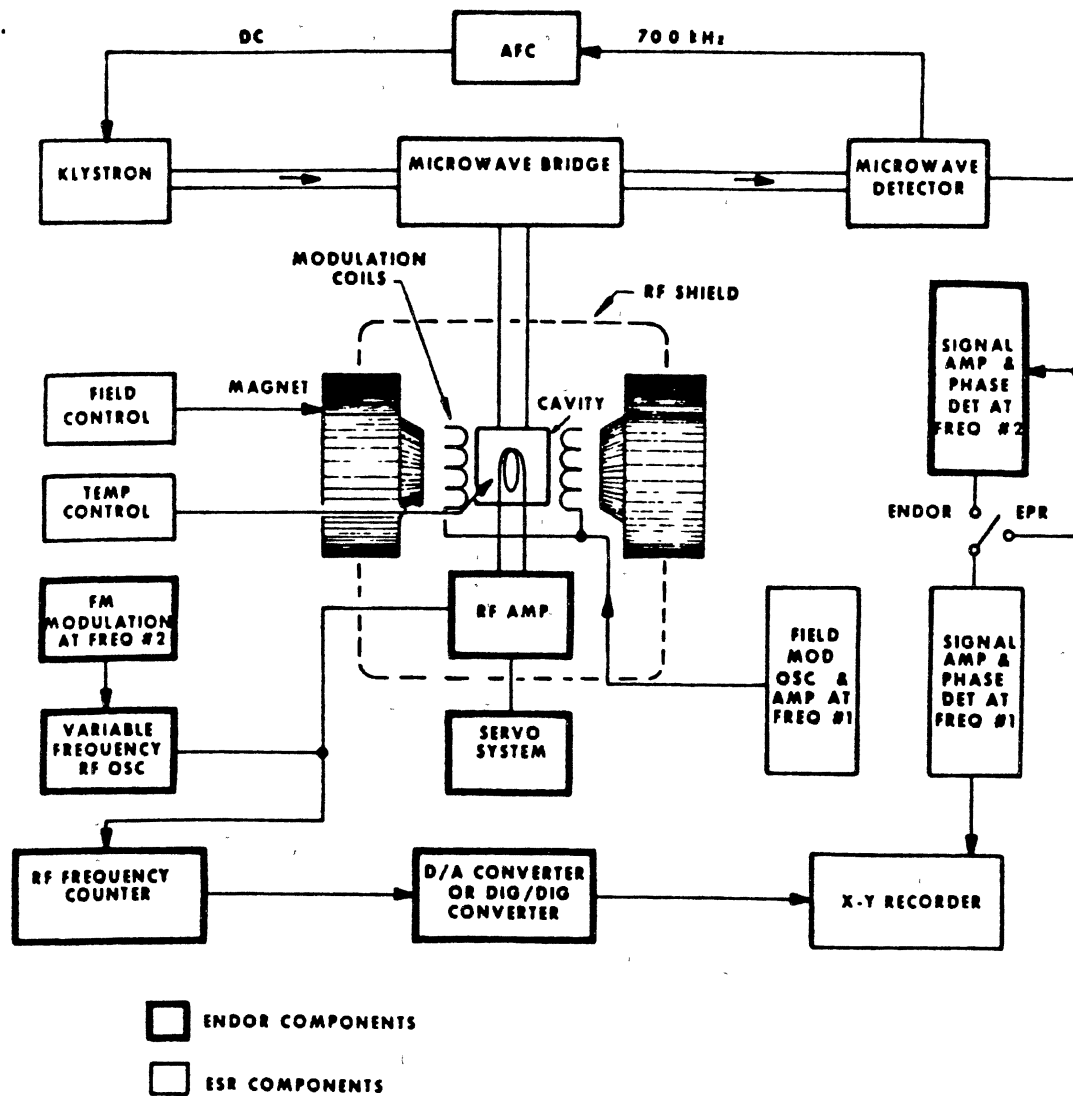 DC
AFC
700 kHz
KLYSTRON
MICROWAVE BRIDGE
MICROWAVE
DETECTOR
MODULATION
COILS
RF SHIELD
FIELD
CONTROL
MAGNET
CAVITY
SIGNAL
AMP &
PHASE
DET AT
FREQ #2
TEMP
CONTROL
ENDOR
EPR
FM
MODULATION
AT FREQ #2
RF AMP
FIELD
MOD
OSC &
AMP AT
FREQ #1
SIGNAL
AMP &
PHASE
DET AT
FREQ #1
VARIABLE
FREQUENCY
RF OSC
SERVO
SYSTEM
RF FREQUENCY
COUNTER
D/A CONVERTER
OR DIG/DIG
CONVERTER
X-Y RECORDER
ENDOR COMPONENTS
ESR COMPONENTS